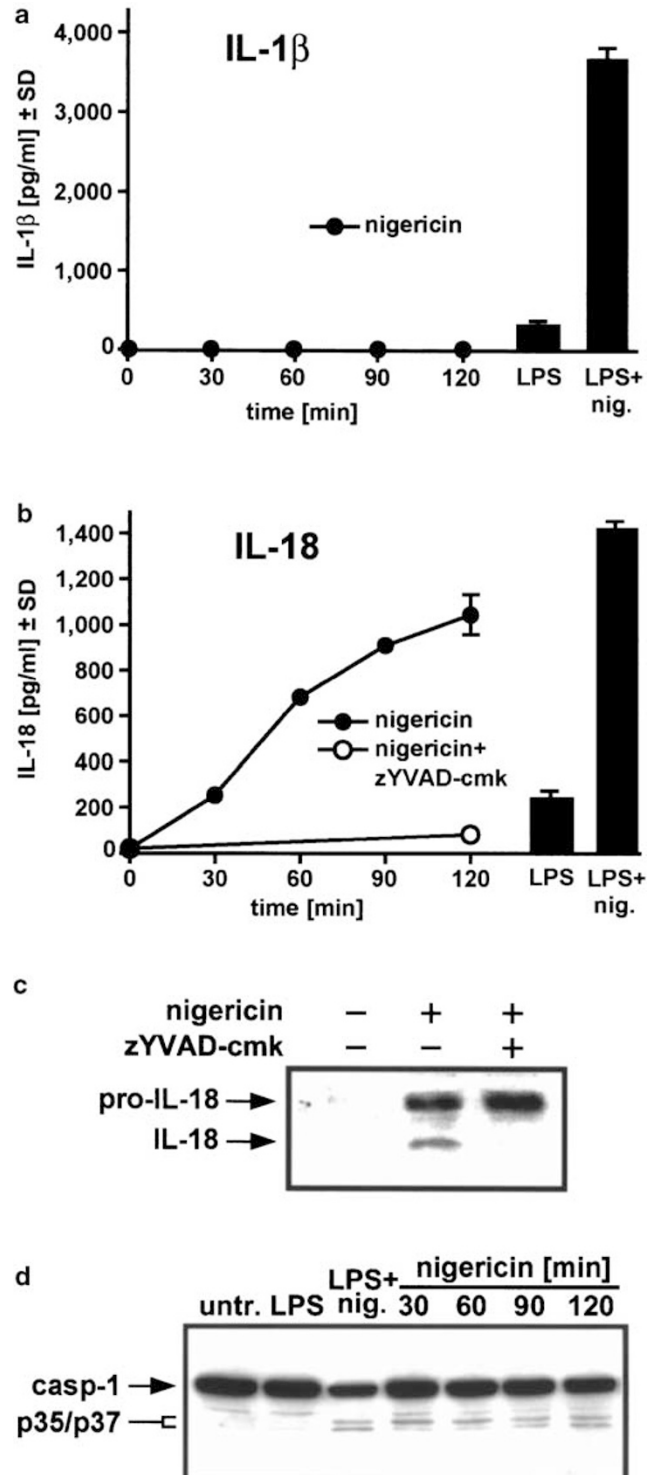 a
IL-1β
IL-1β [pg/ml] ± SD
4,000
3,000
2,000
1,000
0
nigericin
0 30 60 90 120 LPS LPS+
nig.
time [min]
b
IL-18
IL-18 [pg/ml] ± SD
1,400
1,200
1,000
800
600
400
200
0
nigericin
nigericin+
zYVAD-cmk
0 30 60 90 120 LPS LPS+
nig.
time [min]
c
nigericin − + +
zYVAD-cmk − − +
pro-IL-18
IL-18
d
LPS+ nigericin [min]
untr. LPS nig. 30 60 90 120
casp-1
p35/p37